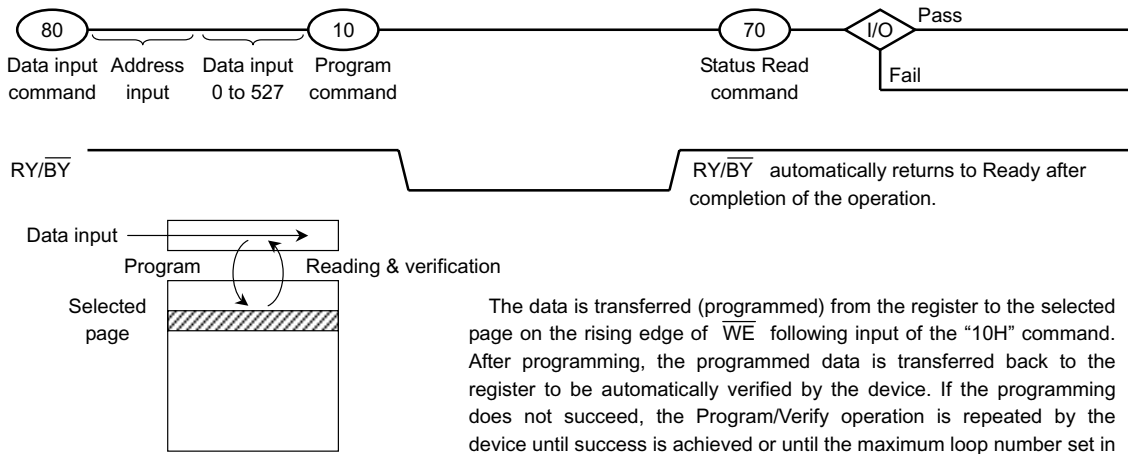 80 10 70 I/O Pass
Data input command
Address input
Data input 0 to 527
Program command
Status Read command
Fail
RY/BY
RY/BY automatically returns to Ready after
completion of the operation.
Data input
Program Reading & verification
Selected
page
The data is transferred (programmed) from the register to the selected
page on the rising edge of WE following input of the “10H” command.
After programming, the programmed data is transferred back to the
register to be automatically verified by the device. If the programming
does not succeed, the Program/Verify operation is repeated by the
device until success is achieved or until the maximum loop number set in